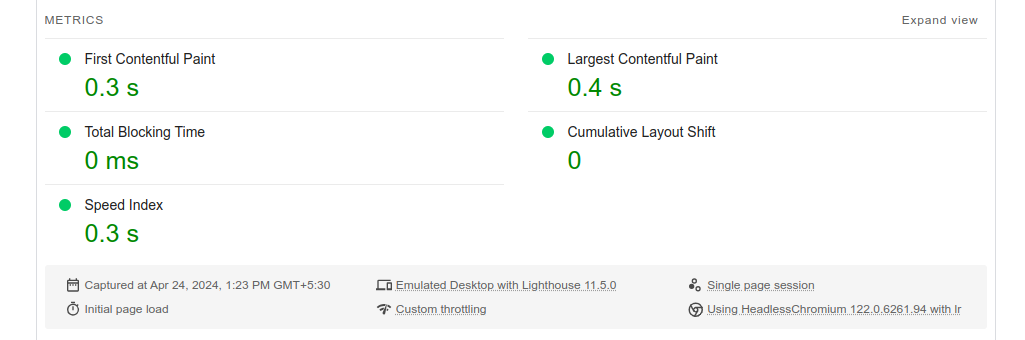 METRICS
Expand view
First Contentful Paint
0.3 s
Largest Contentful Paint
0.4 s
Total Blocking Time
0 ms
Cumulative Layout Shift
0
Speed Index
0.3 s
Captured at Apr 24, 2024, 1:23 PM GMT+5:30
Emulated Desktop with Lighthouse 11.5.0
Single page session
Initial page load
Custom throttling
Using HeadlessChromium 122.0.6261.94 with lr